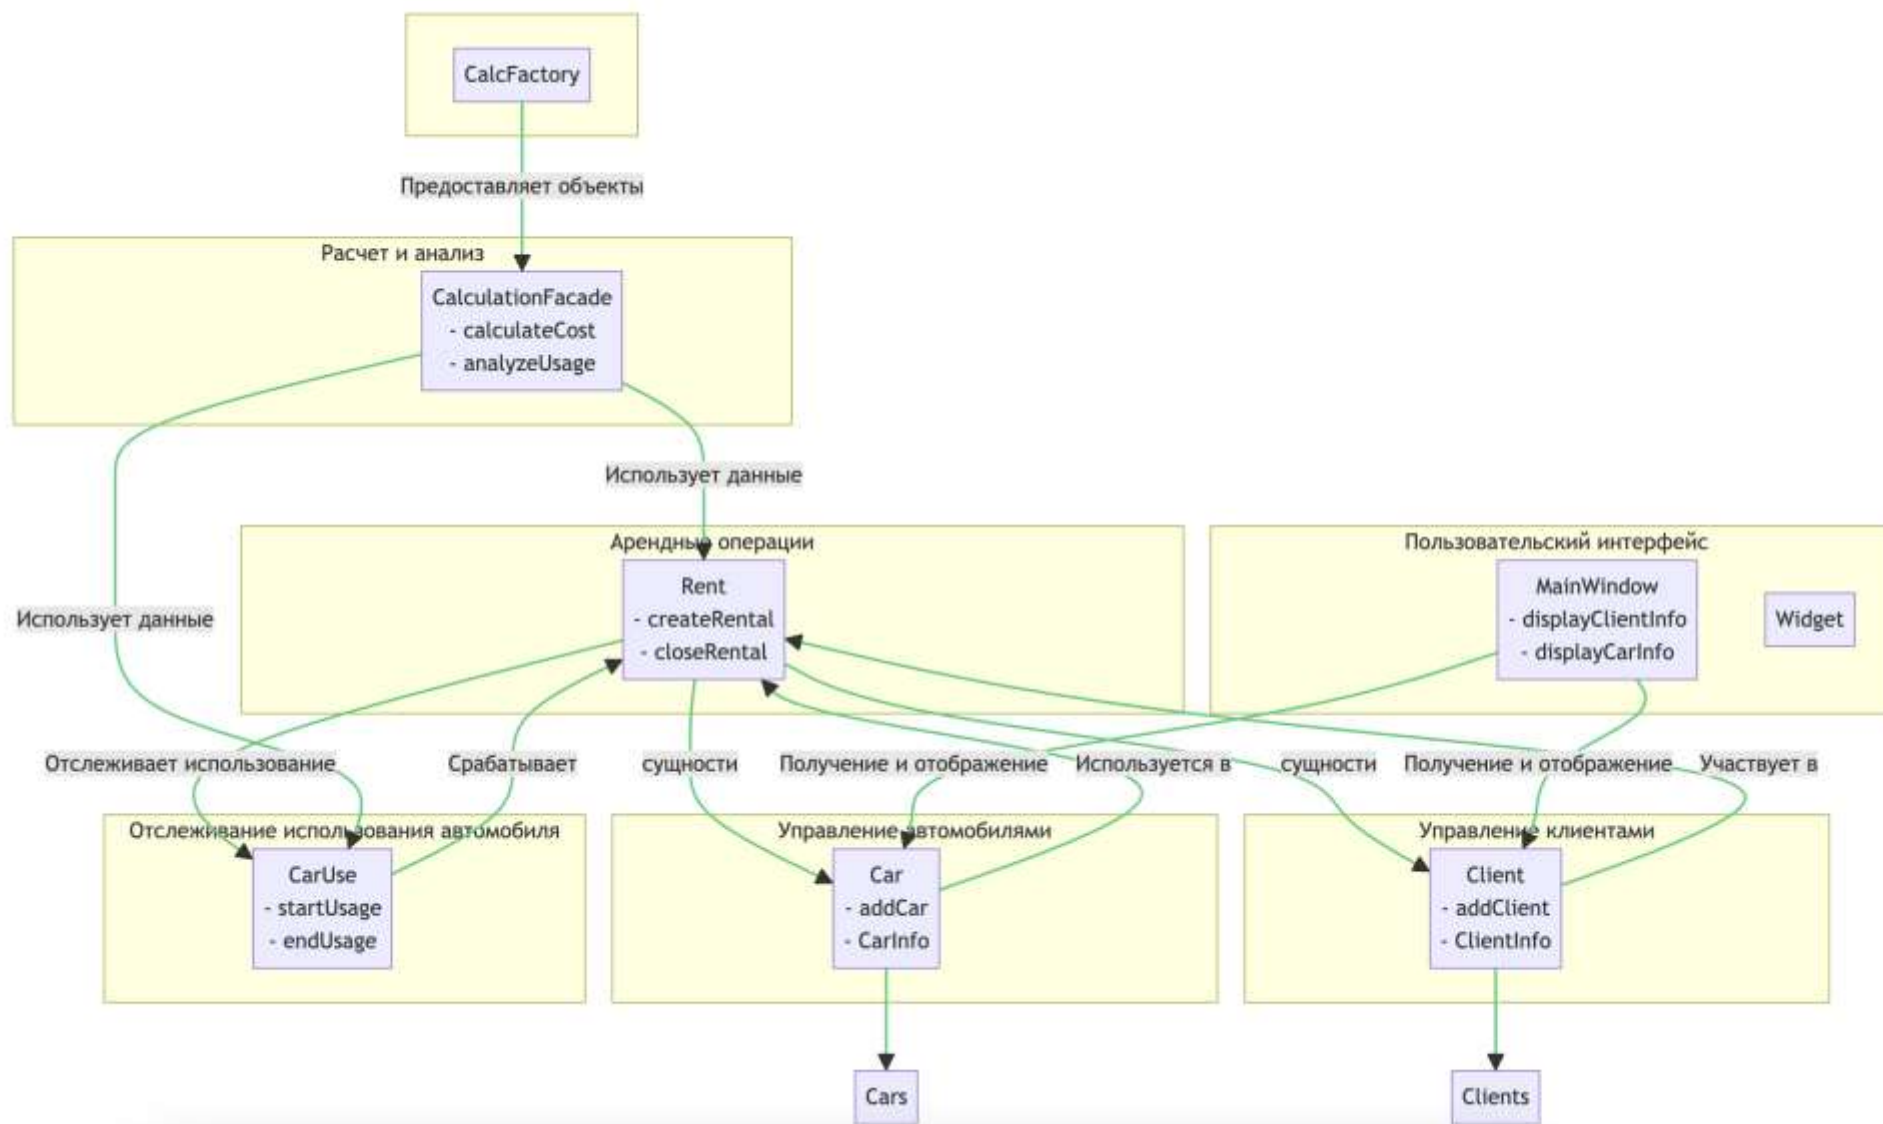 CalcFactory
Предоставляет объекты
Расчет и анализ
CalculationFacade
- calculateCost
- analyzeUsage
Использует данные
Арендные операции
Пользовательский интерфейс
Rent
- createRental
- closeRental
MainWindow
- displayClientInfo
- displayCarInfo
Widget
Использует данные
Отслеживает использование
Срабатывает
сущности
Получение и отображение
Используется в
сущности
Получение и отображение
Участвует в
Отслеживание использования автомобиля
Управление автомобилями
Управление клиентами
CarUse
- startUsage
- endUsage
Car
- addCar
- CarInfo
Client
- addClient
- ClientInfo
Cars
Clients